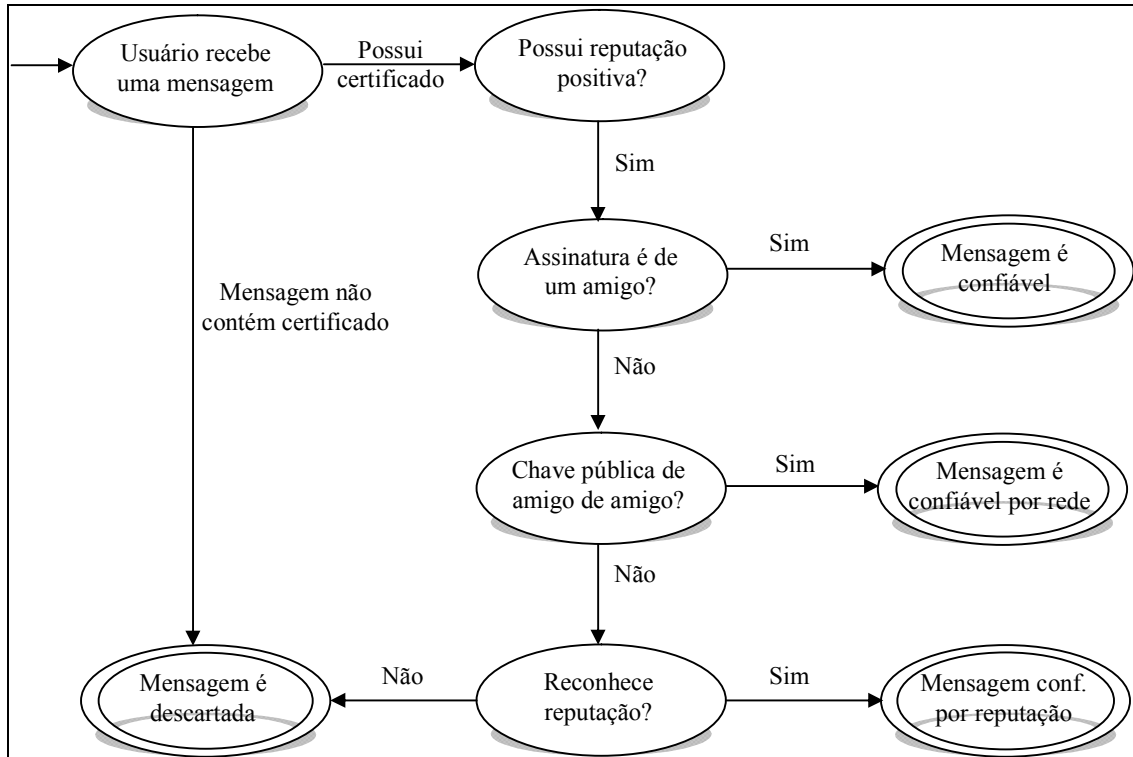 Usuário recebe
uma mensagem
Possui
certificado
Possui reputação
positiva?
Sim
Assinatura é de
um amigo?
Sim
Mensagem é
confiável
Mensagem não
contém certificado
Não
Chave pública de
amigo de amigo?
Sim
Mensagem é
confiável por rede
Não
Mensagem é
descartada
Não
Reconhece
reputação?
Sim
Mensagem conf.
por reputação